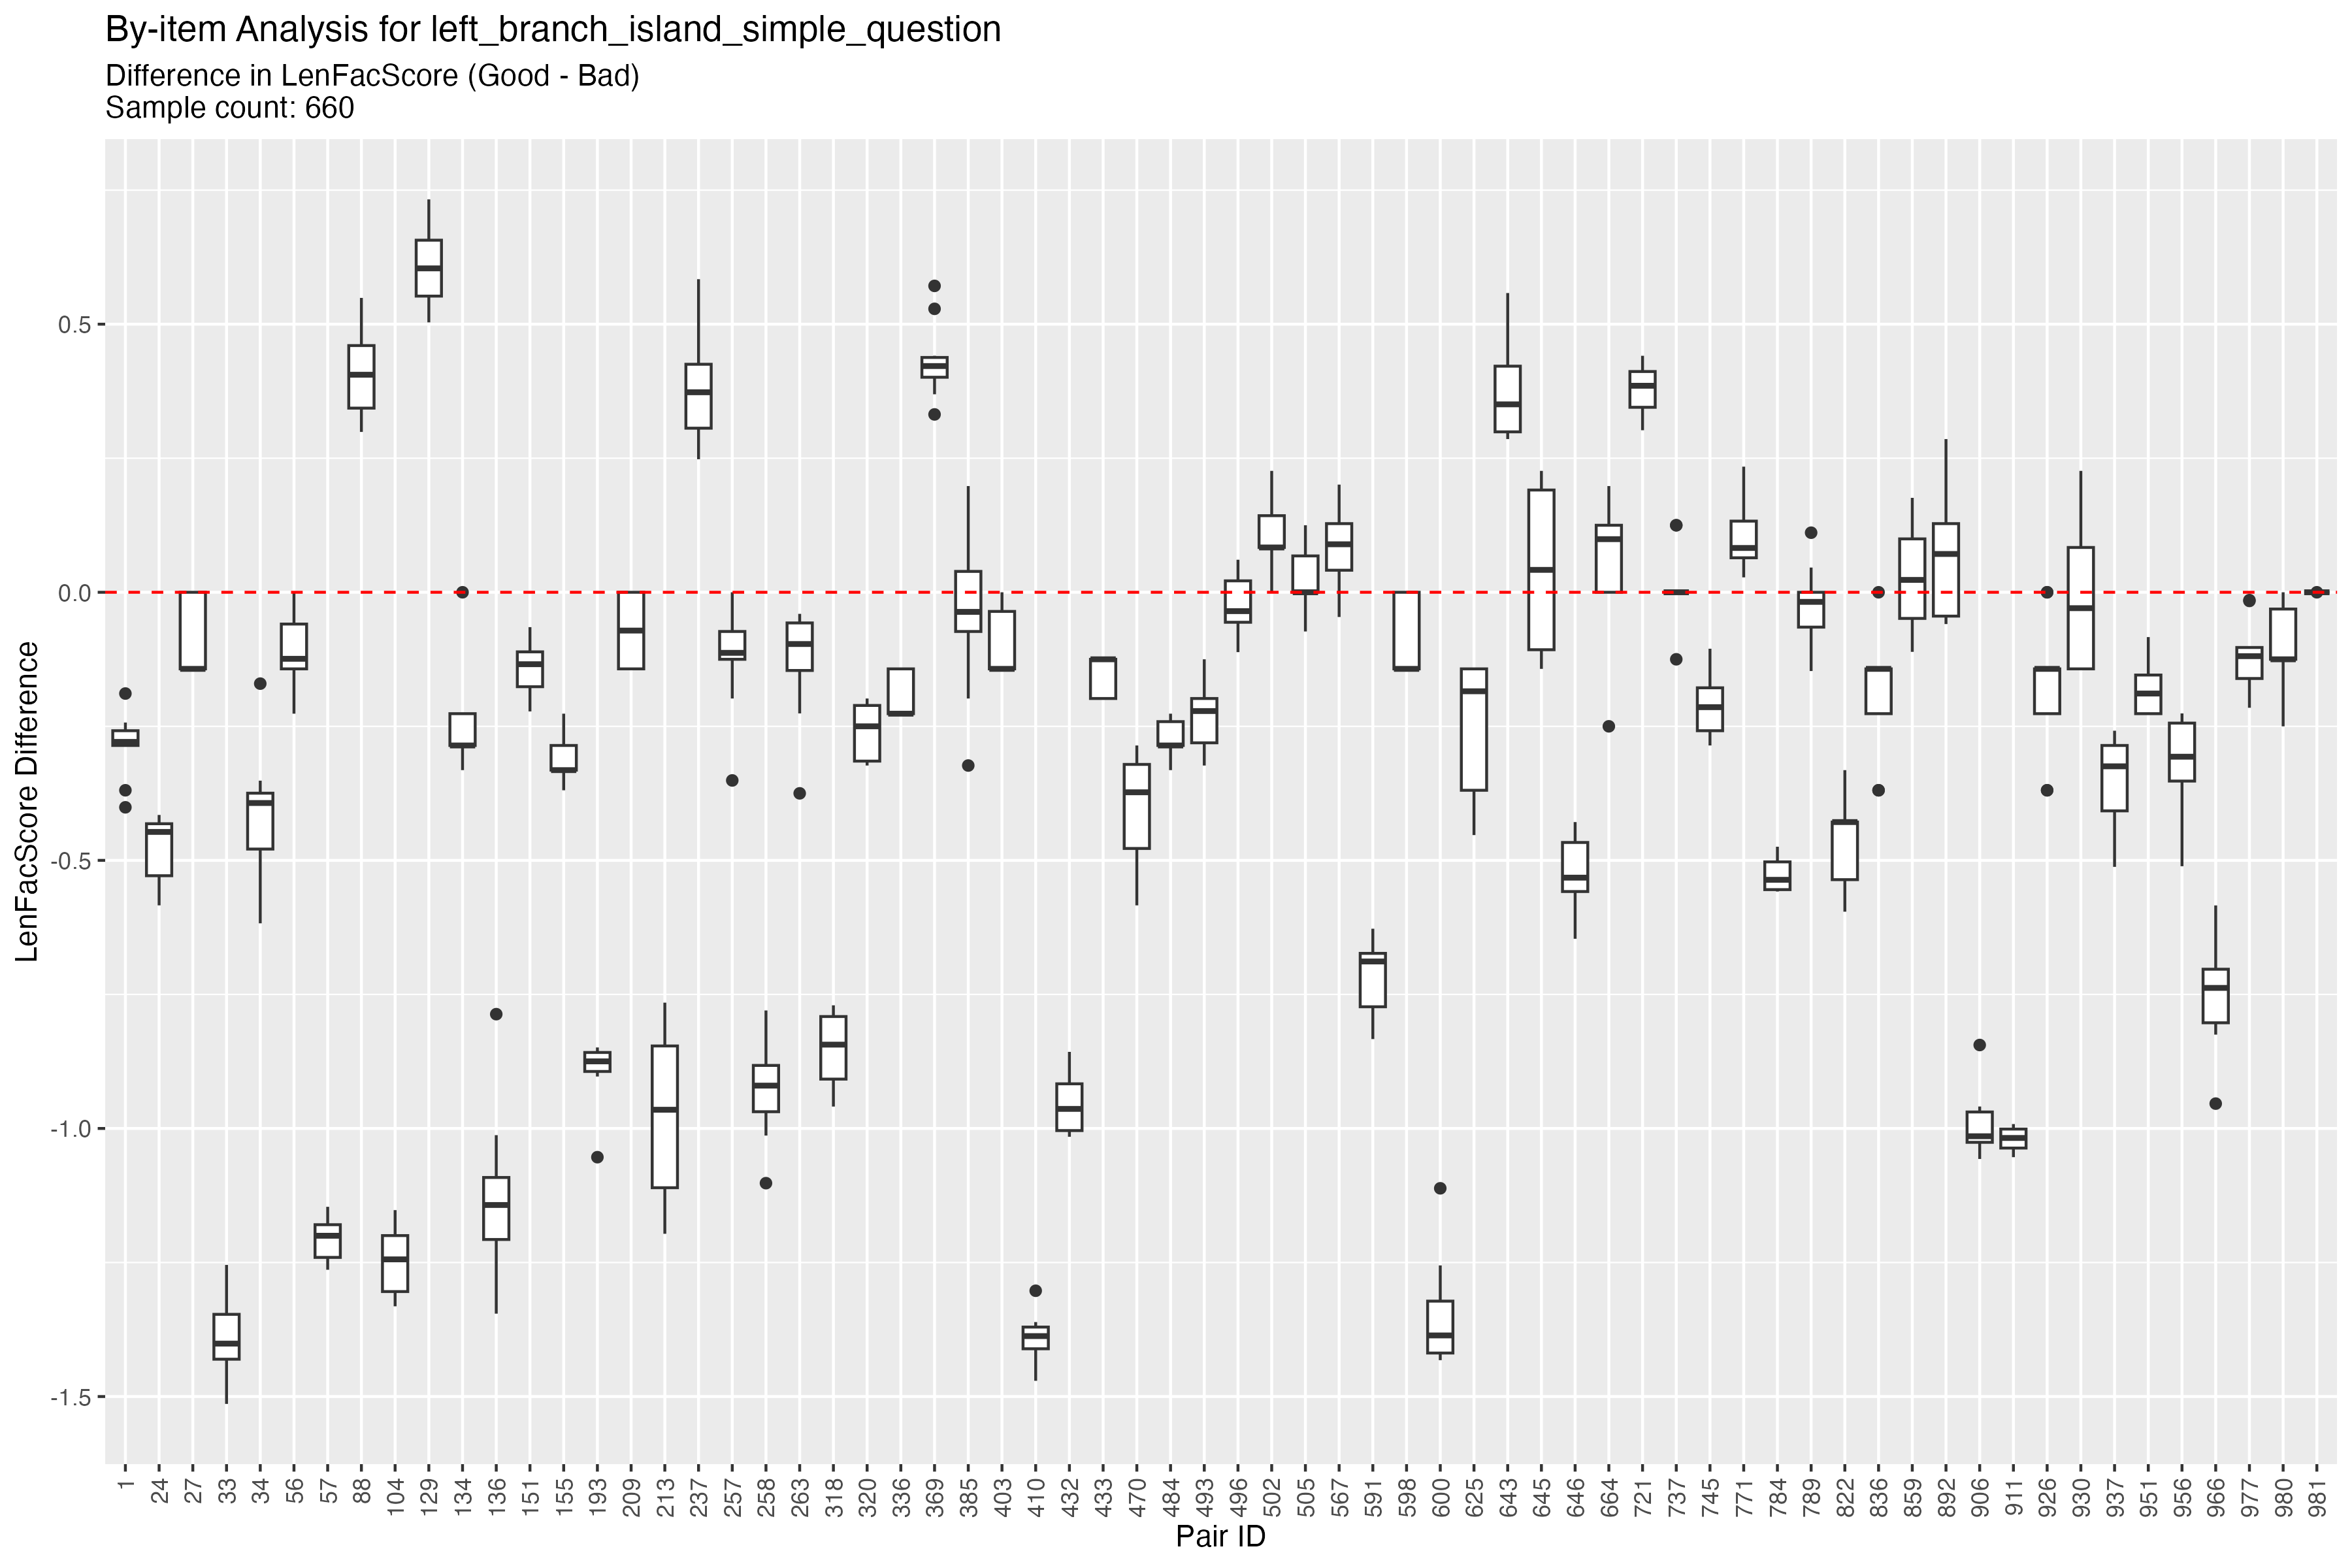 By-item Analysis for left_branch_island_simple_question
Difference in LenFacScore (Good - Bad)
Sample count: 660
LenFacScore Difference
0.5
0.0
-0.5
-1.0
-1.5
1 24 27 33 34 56 57 88 104 129 134 136 151 155 193 209 213 237 257 258 263 318 320 336 369 385 403 410 432 433 470 484 493 496 502 505 567 591 598 600 625 643 645 646 664 721 737 745 771 784 789 822 836 859 892 906 911 926 930 937 951 956 966 977 980 981
Pair ID